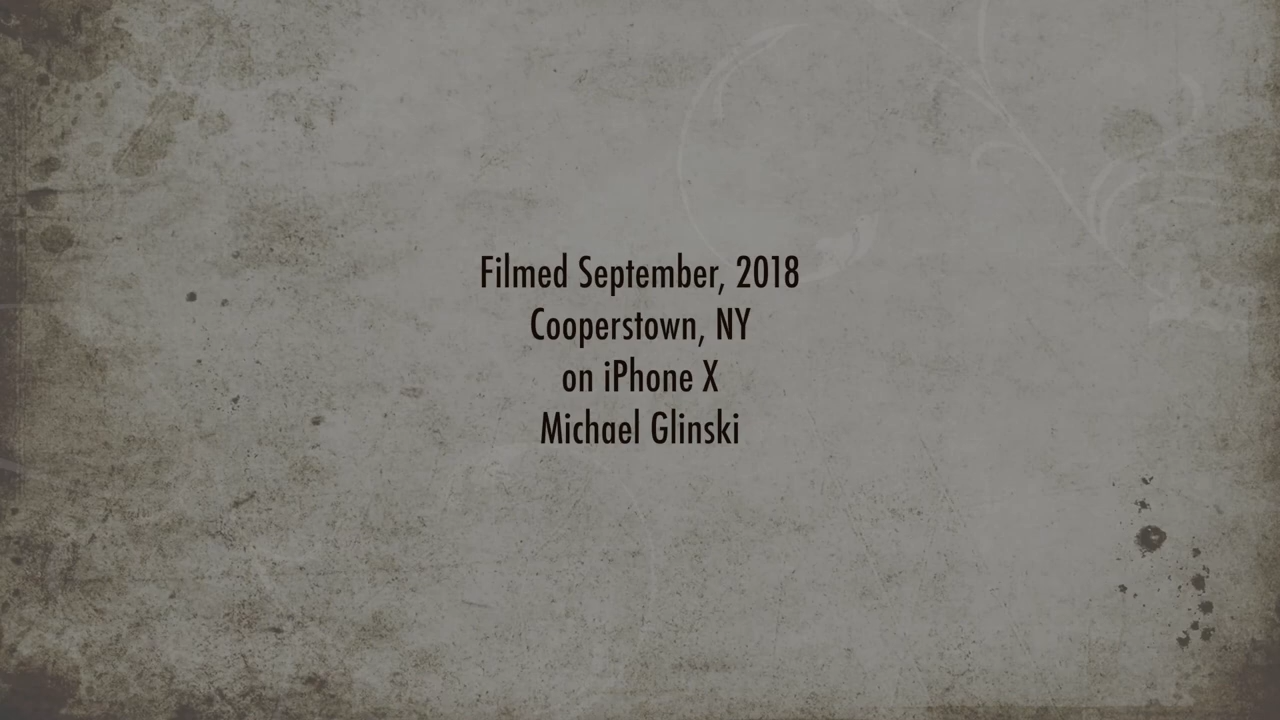 Filmed September, 2018
Cooperstown, NY
on iPhone X
Michael Glinski